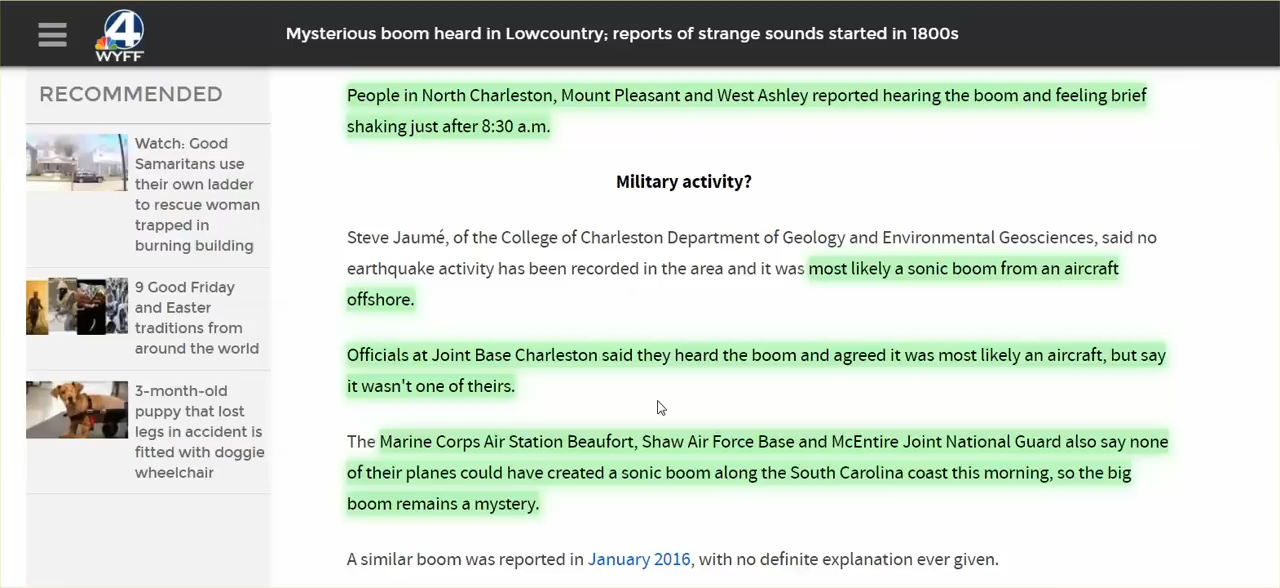 4
WYFF
Mysterious boom heard in Lowcountry; reports of strange sounds started in 1800s
RECOMMENDED
Watch: Good
Samaritans use
their own ladder
to rescue woman
trapped in
burning building
9 Good Friday
and Easter
traditions from
around the world
3-month-old
puppy that lost
legs in accident is
fitted with doggie
wheelchair
People in North Charleston, Mount Pleasant and West Ashley reported hearing the boom and feeling brief
shaking just after 8:30 a.m.
Military activity?
Steve Jaumé, of the College of Charleston Department of Geology and Environmental Geosciences, said no
earthquake activity has been recorded in the area and it was most likely a sonic boom from an aircraft
offshore.
Officials at Joint Base Charleston said they heard the boom and agreed it was most likely an aircraft, but say
it wasn't one of theirs.
The Marine Corps Air Station Beaufort, Shaw Air Force Base and McEntire Joint National Guard also say none
of their planes could have created a sonic boom along the South Carolina coast this morning, so the big
boom remains a mystery.
A similar boom was reported in January 2016, with no definite explanation ever given.